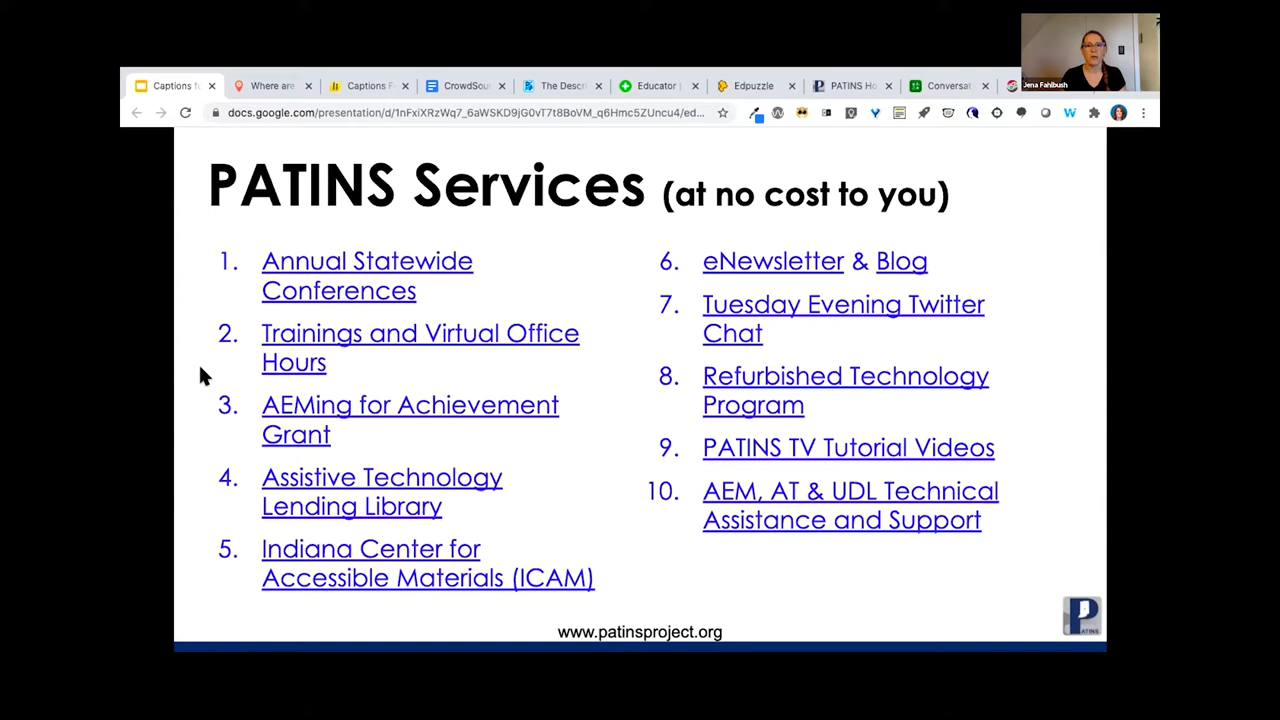 Jena Fahlbush
Captions fo
Where are
Captions F
CrowdSou
The Descri
Educator
Edpuzzle
PATINS Ho
Conversat
docs.google.com/presentation/d/1nFxiXRzWq7_6aWSKD9jG0vT7t8BoVM_q6Hmc5ZUncu4/ed...
PATINS Services (at no cost to you)
1. Annual Statewide
Conferences
2. Trainings and Virtual Office
Hours
3. AEMing for Achievement
Grant
4. Assistive Technology
Lending Library
5. Indiana Center for
Accessible Materials (ICAM)
6. eNewsletter & Blog
7. Tuesday Evening Twitter
Chat
8. Refurbished Technology
Program
9. PATINS TV Tutorial Videos
10. AEM, AT & UDL Technical
Assistance and Support
www.patinsproject.org
PATINS